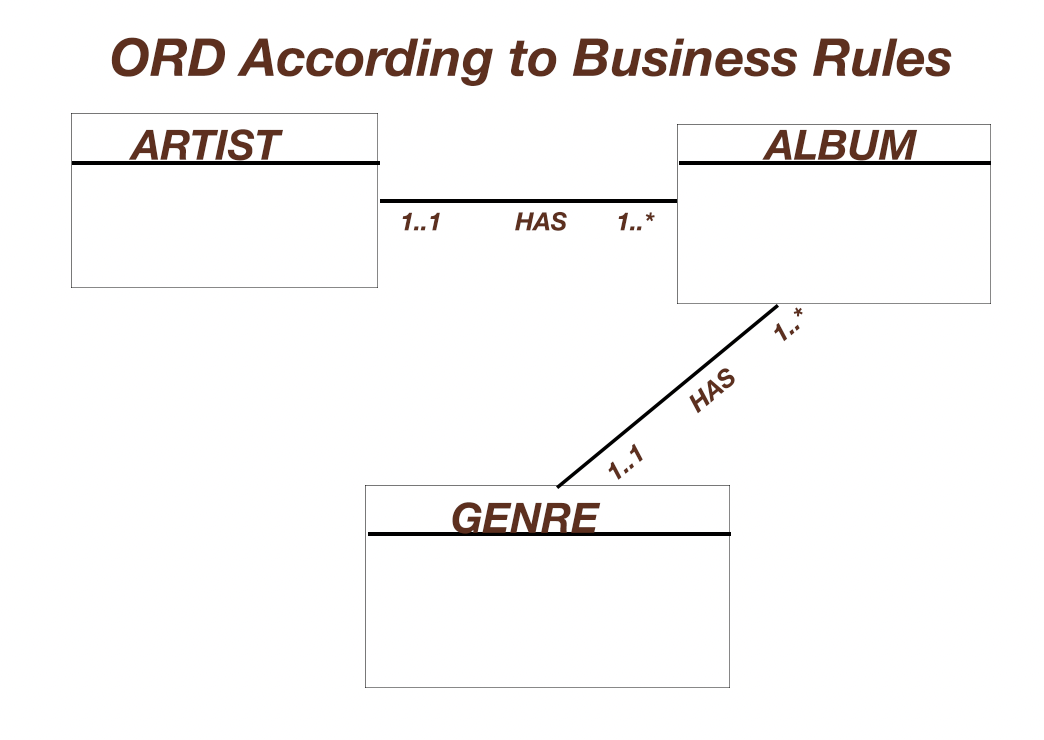 ORD According to Business Rules
ARTIST
ALBUM
1..1 HAS 1..*
1..*
HAS
1..1
GENRE